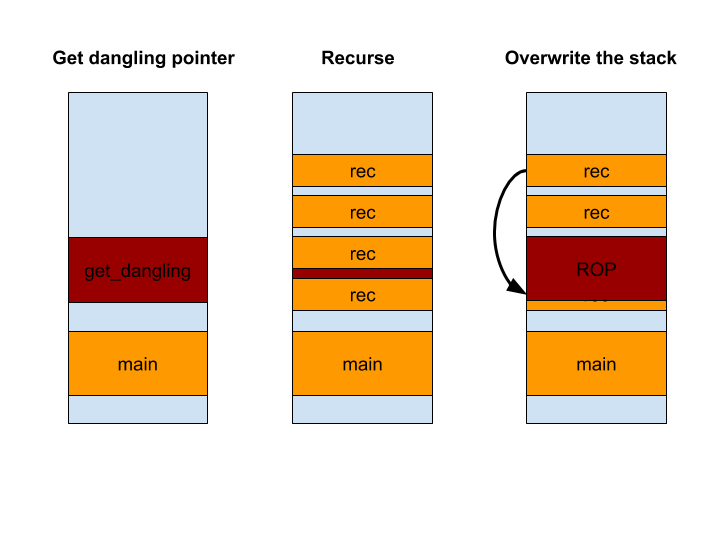 Get dangling pointer
Recurse
Overwrite the stack
get_dangling
main
rec
rec
rec
rec
main
rec
rec
ROP
main